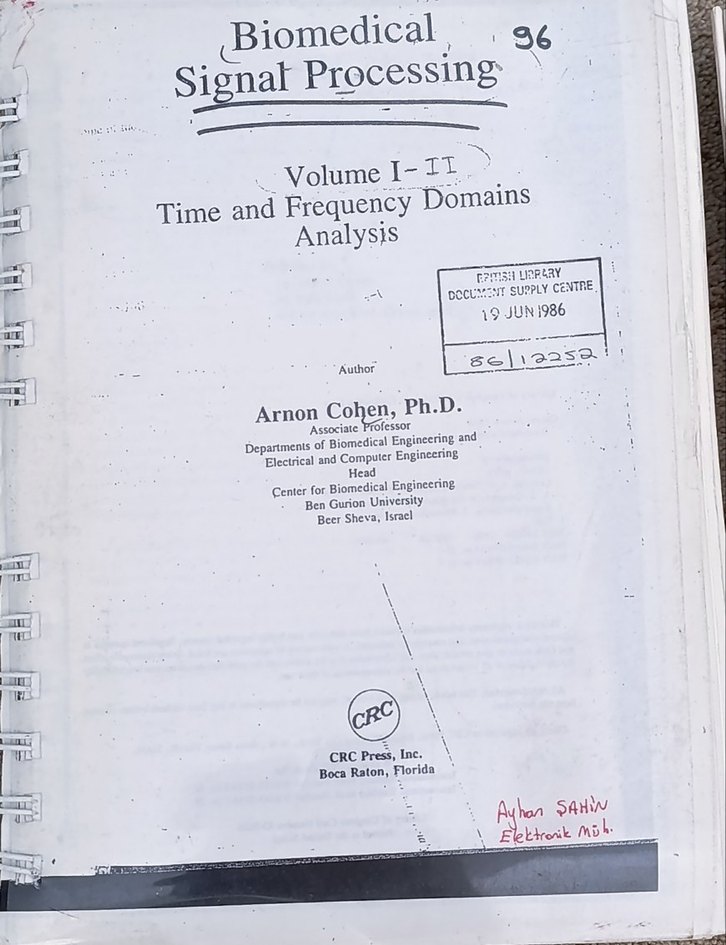 Biomedical
96
Signal Processing
Volume I-II
Time and Frequency Domains
Analysis
BRITISH LIBRARY
DOCUMENT SUPPLY CENTRE
19 JUN 1986
86/12252
Author
Arnon Cohen, Ph.D.
Associate Professor
Departments of Biomedical Engineering and
Electrical and Computer Engineering
Head
Center for Biomedical Engineering
Ben Gurion University
Beer Sheva, Israel
CRC
CRC Press, Inc.
Boca Raton, Florida
Ayhan ŞAHİN
Elektronik Müh.